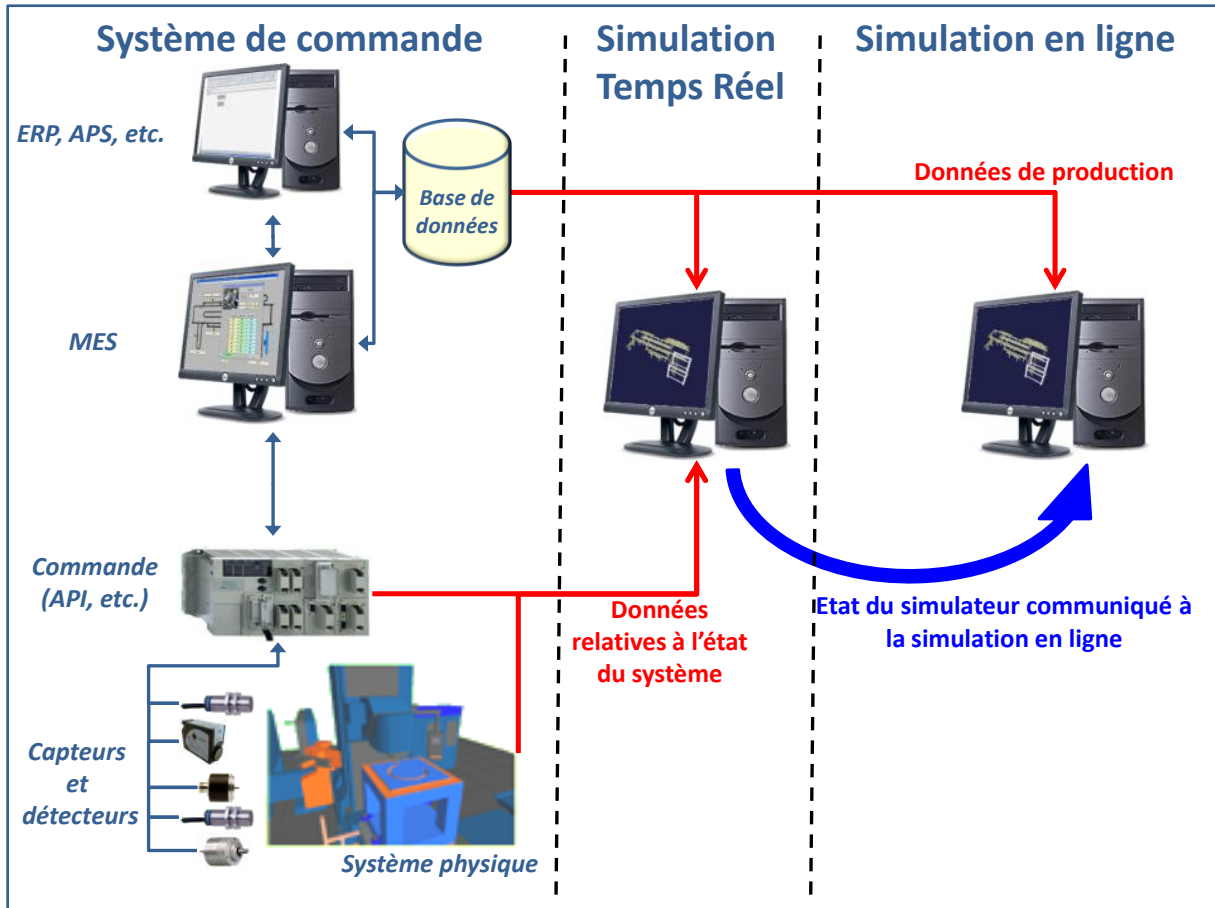 Système de commande
Simulation
Temps Réel
Simulation en ligne
ERP, APS, etc.
Base de
données
Données de production
MES
Commande
(API, etc.)
Données
relatives à l'état
du système
Etat du simulateur communiqué à
la simulation en ligne
Capteurs
et
détecteurs
Système physique